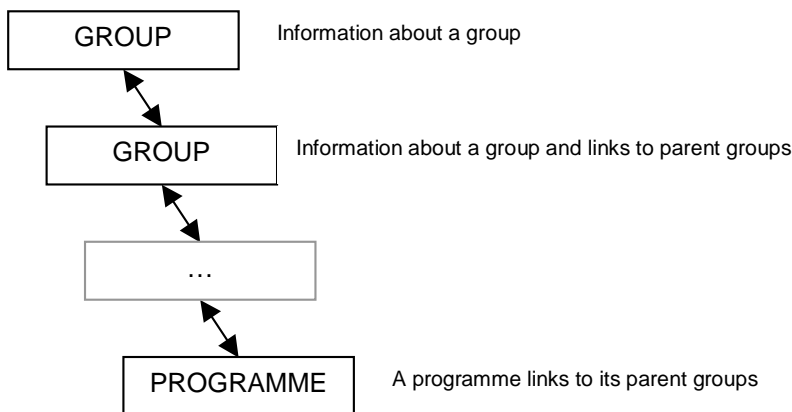 GROUP
Information about a group
GROUP
Information about a group and links to parent groups
…
PROGRAMME
A programme links to its parent groups